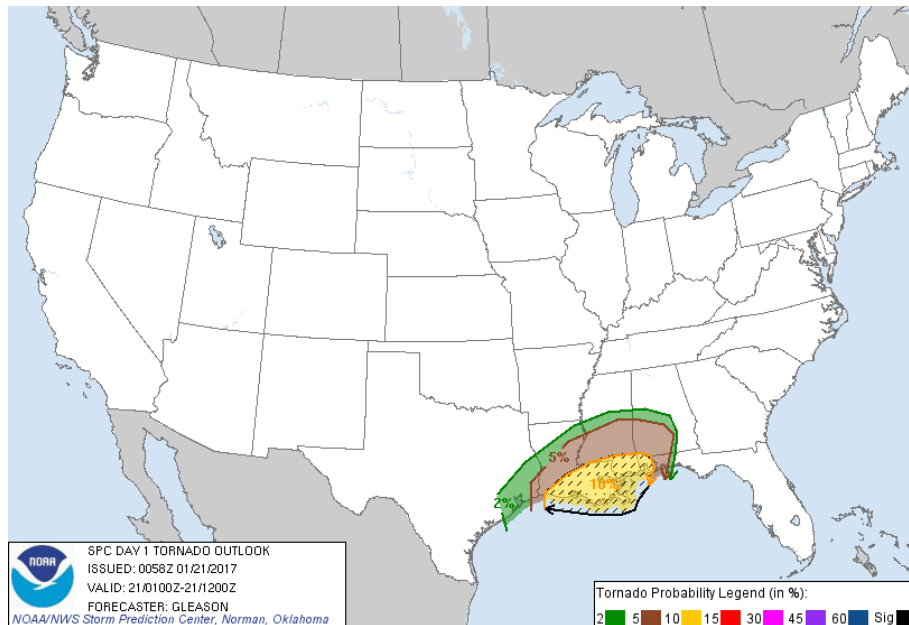 5%
10%
2%
NOAA
SPC DAY 1 TORNADO OUTLOOK
ISSUED: 0058Z 01/21/2017
VALID: 21/0100Z-21/1200Z
FORECASTER: GLEASON
NOAA/NWS Storm Prediction Center, Norman, Oklahoma
Tornado Probability Legend (in %):
2 5 10 15 30 45 60 Sig